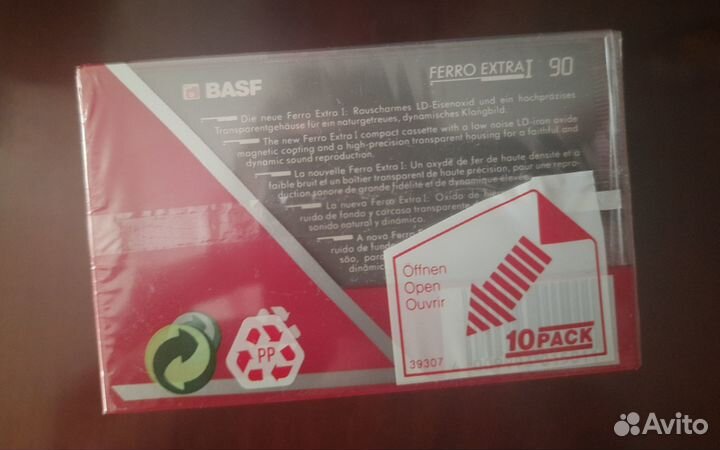 BASF
FERRO EXTRA I 90
Die neue Ferro Extra I: Rauscharmes LD-Eisenoxid und ein hochpräzises
Transparentgehäuse für ein naturgetreues, dynamisches Klangbild.
The new Ferro Extra I compact cassette with a low noise LD-iron oxide
magnetic coating and a high-precision transparent housing for a faithful and
dynamic sound reproduction.
La nouvelle Ferro Extra I: Un oxyde de fer de haute densité et a
faible bruit et un boîtier transparent de haute précision, pour une repro-
duction sonore de grande fidelité et de dynamique élevée.
La nueva Ferro Extra I: Oxido de
ruido de fondo y carcasa transparente
sonido natural y dinámico.
A nova Ferro
ruido de
são, para
dinâmic
Öffnen
Open
Ouvrir
10PACK
39307
PP
Avito